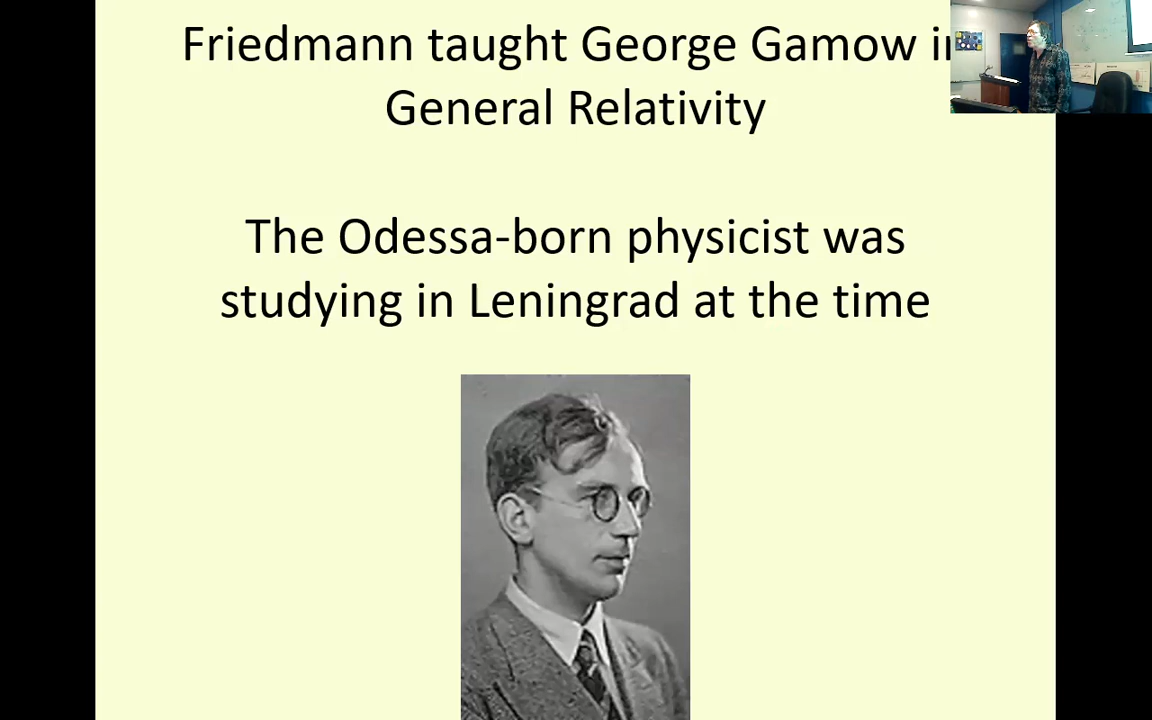 Friedmann taught George Gamow in
General Relativity
The Odessa-born physicist was
studying in Leningrad at the time